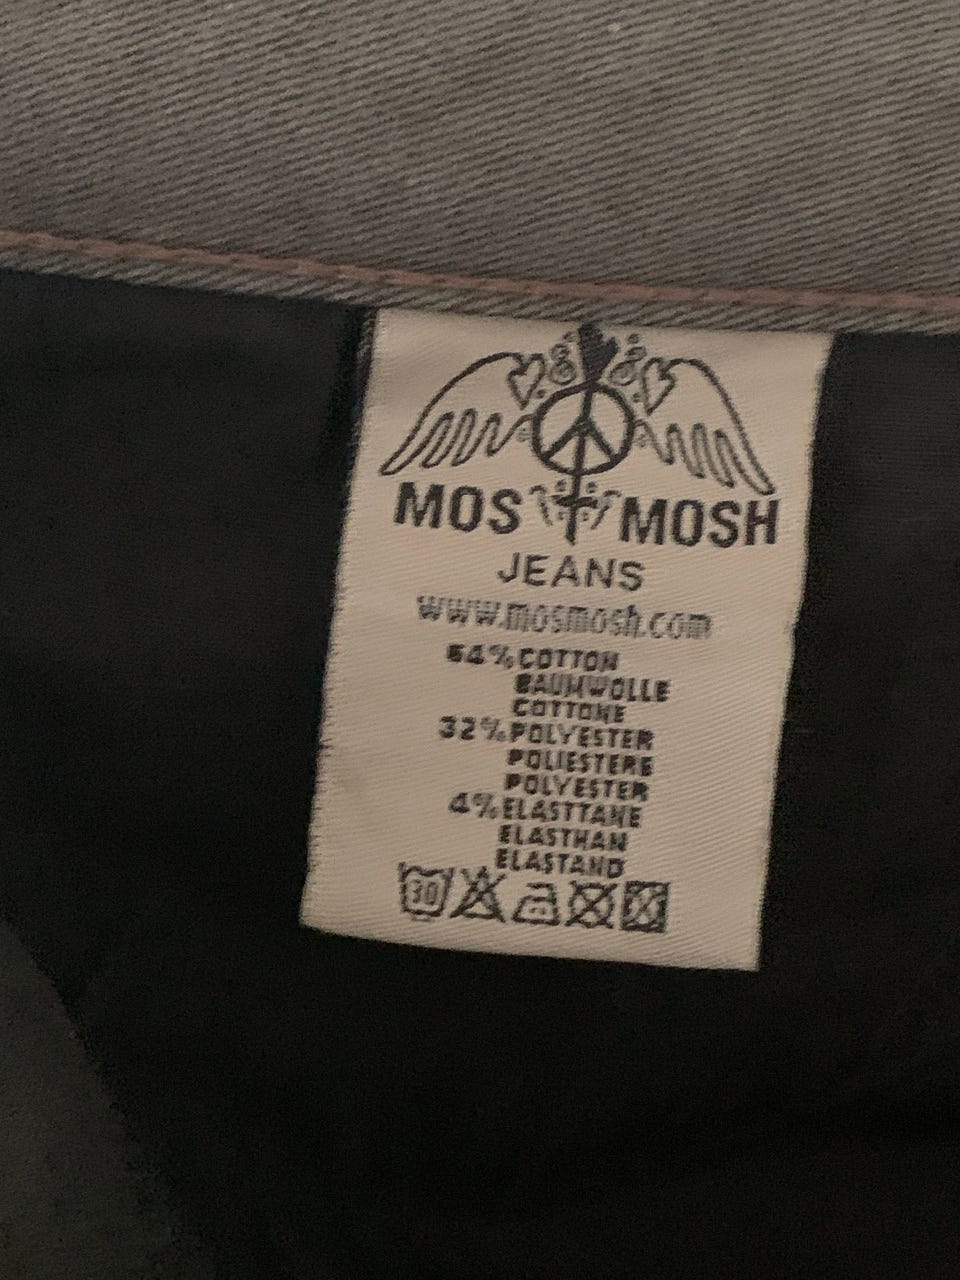 MOS MOSH
JEANS
www.mosmosh.com
64% COTTON
BAUMWOLLE
COTTONE
32% POLYESTER
POLIESTERE
POLYESTER
4% ELASTTANE
ELASTHAN
ELASTAND
30